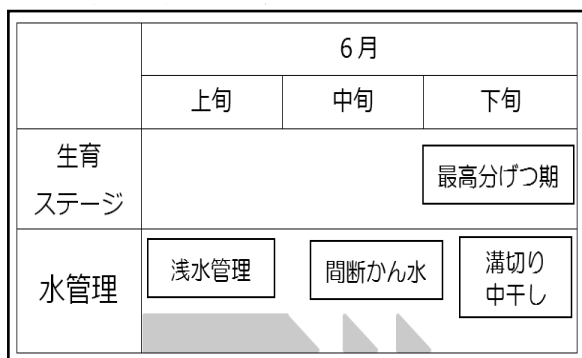 6月
上旬
中旬
下旬
生育
ステージ
最高分げつ期
水管理
浅水管理
間断かん水
溝切り
中干し